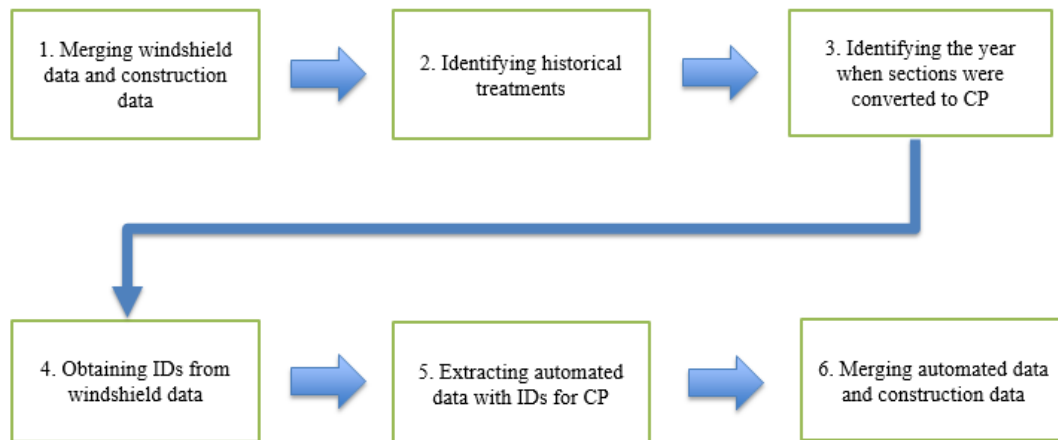 1. Merging windshield
data and construction
data
2. Identifying historical
treatments
3. Identifying the year
when sections were
converted to CP
4. Obtaining IDs from
windshield data
5. Extracting automated
data with IDs for CP
6. Merging automated data
and construction data